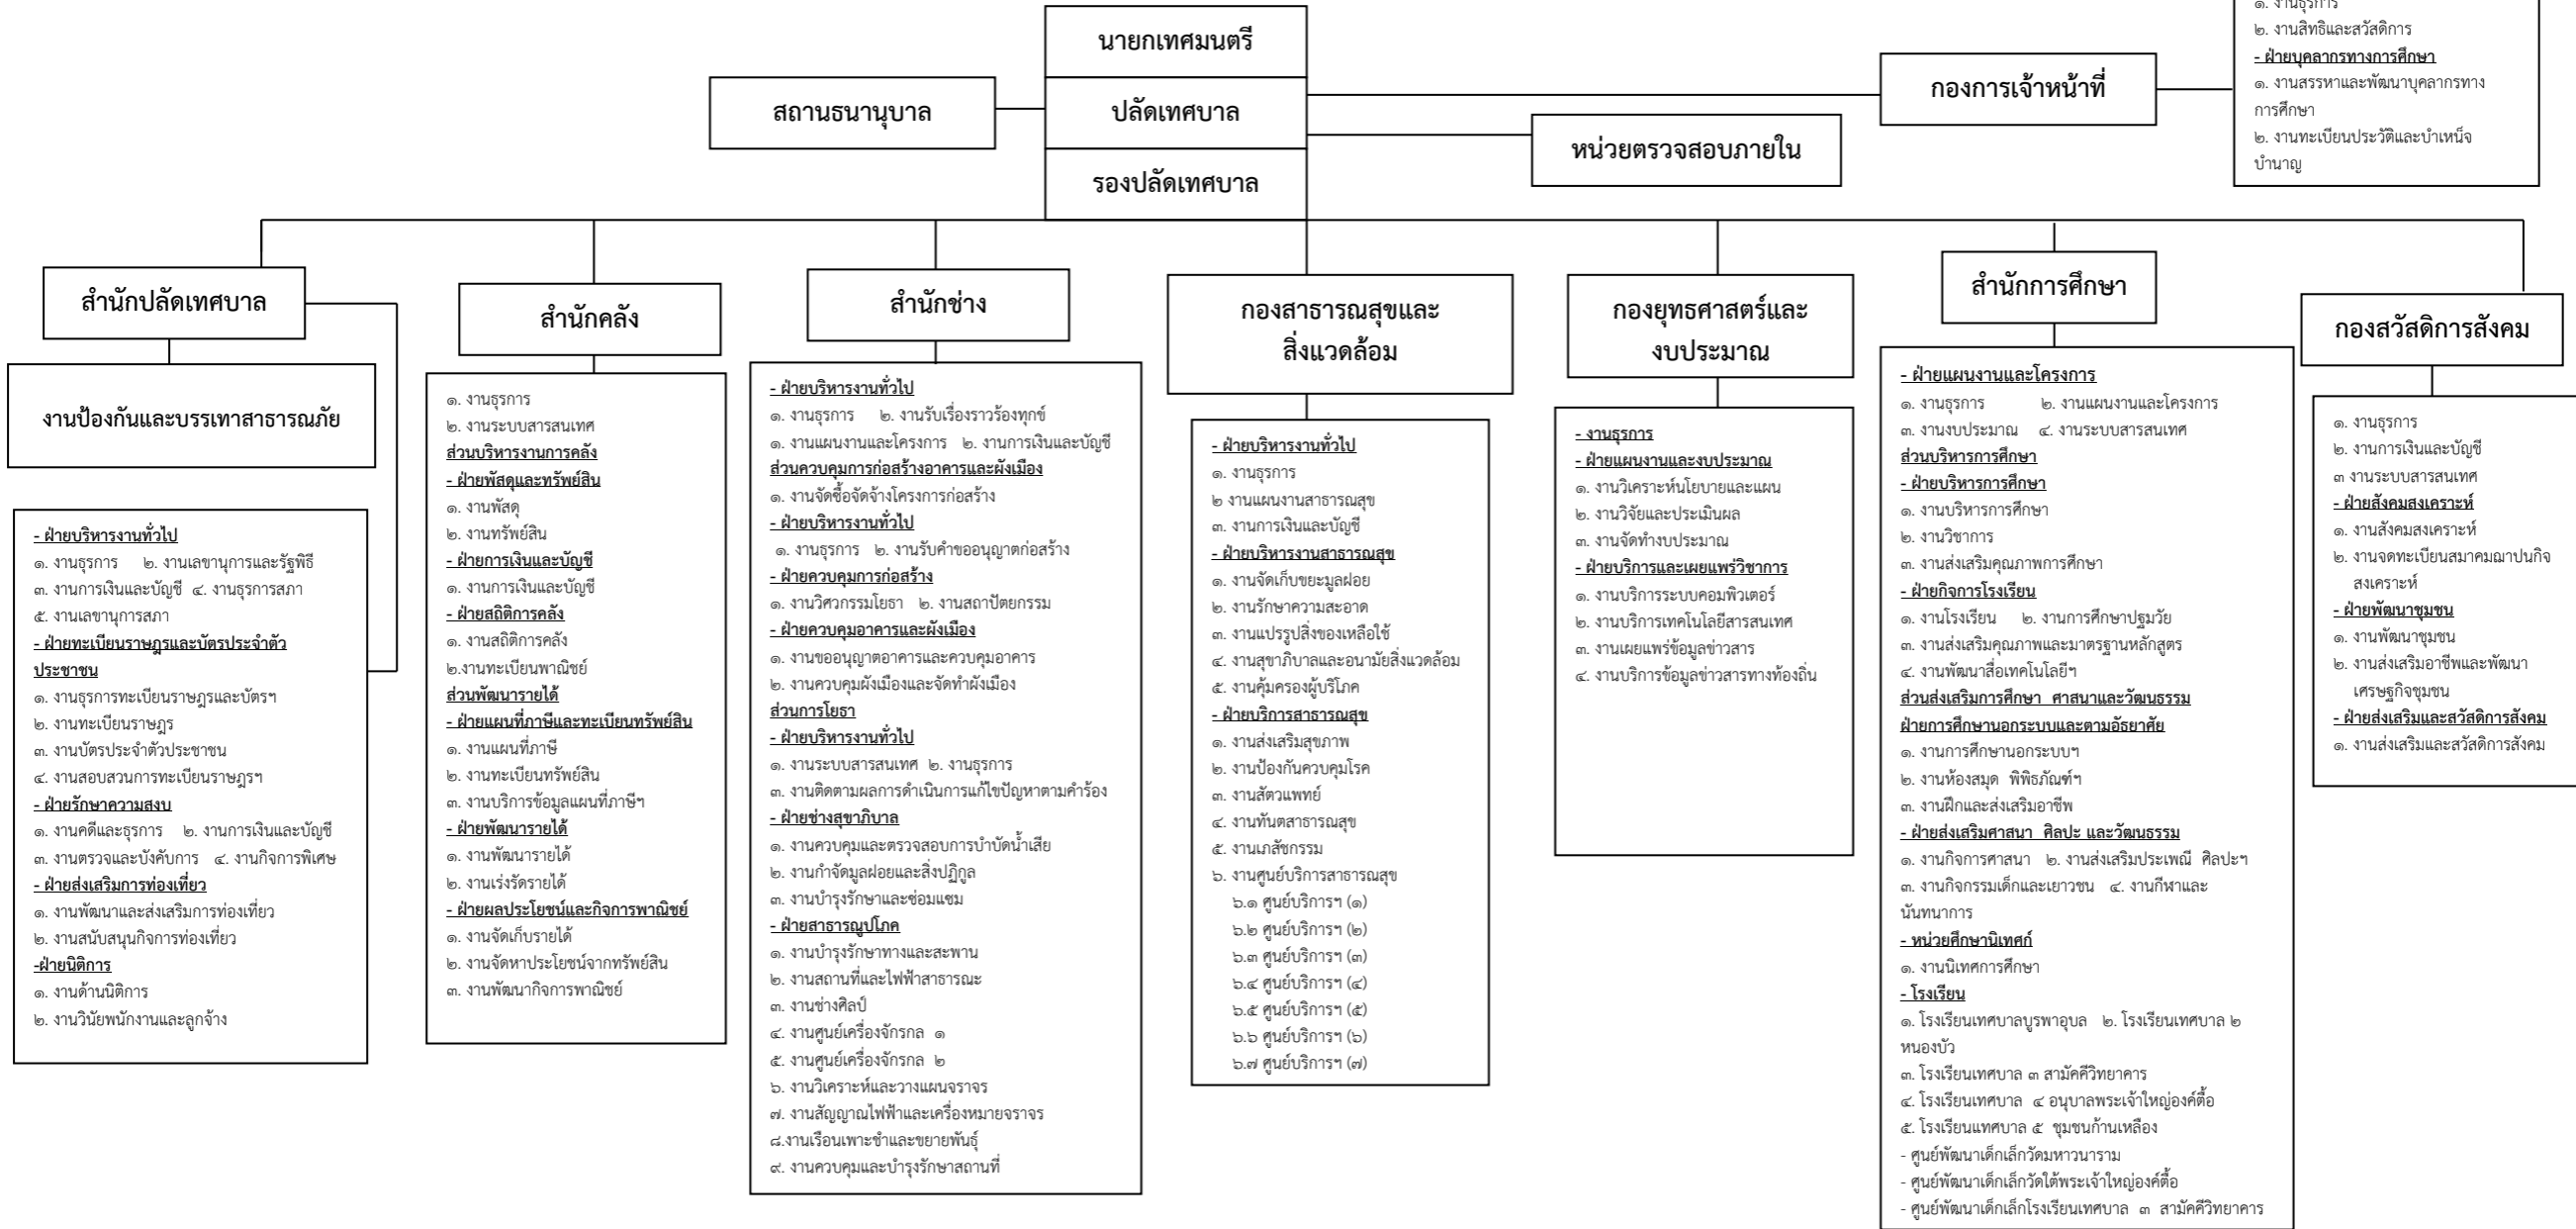 นายกเทศมนตรี
ปลัดเทศบาล
รองปลัดเทศบาล
สถานธนานุบาล
หน่วยตรวจสอบภายใน
กองการเจ้าหน้าที่
๑. งานธุรการ
๒. งานสิทธิและสวัสดิการ
- ฝ่ายบุคลากรทางการศึกษา
๑. งานสรรหาและพัฒนาบุคลากรทาง
การศึกษา
๒. งานทะเบียนประวัติและบำเหน็จ
บำนาญ
สำนักปลัดเทศบาล
งานป้องกันและบรรเทาสาธารณภัย
- ฝ่ายบริหารงานทั่วไป
๑. งานธุรการ ๒. งานเลขานุการและรัฐพิธี
๓. งานการเงินและบัญชี ๔. งานธุรการสภา
๕. งานเลขานุการสภา
- ฝ่ายทะเบียนราษฎรและบัตรประจำตัว
ประชาชน
๑. งานธุรการทะเบียนราษฎรและบัตรฯ
๒. งานทะเบียนราษฎร
๓. งานบัตรประจำตัวประชาชน
๔. งานสอบสวนการทะเบียนราษฎรฯ
- ฝ่ายรักษาความสงบ
๑. งานคดีและธุรการ ๒. งานการเงินและบัญชี
๓. งานตรวจและบังคับการ ๔. งานกิจการพิเศษ
- ฝ่ายส่งเสริมการท่องเที่ยว
๑. งานพัฒนาและส่งเสริมการท่องเที่ยว
๒. งานสนับสนุนกิจการท่องเที่ยว
-ฝ่ายนิติการ
๑. งานด้านนิติการ
๒. งานวินัยพนักงานและลูกจ้าง
สำนักคลัง
๑. งานธุรการ
๒. งานระบบสารสนเทศ
ส่วนบริหารงานการคลัง
- ฝ่ายพัสดุและทรัพย์สิน
๑. งานพัสดุ
๒. งานทรัพย์สิน
- ฝ่ายการเงินและบัญชี
๑. งานการเงินและบัญชี
- ฝ่ายสถิติการคลัง
๑. งานสถิติการคลัง
๒.งานทะเบียนพาณิชย์
ส่วนพัฒนารายได้
- ฝ่ายแผนที่ภาษีและทะเบียนทรัพย์สิน
๑. งานแผนที่ภาษี
๒. งานทะเบียนทรัพย์สิน
๓. งานบริการข้อมูลแผนที่ภาษีฯ
- ฝ่ายพัฒนารายได้
๑. งานพัฒนารายได้
๒. งานเร่งรัดรายได้
- ฝ่ายผลประโยชน์และกิจการพาณิชย์
๑. งานจัดเก็บรายได้
๒. งานจัดหาประโยชน์จากทรัพย์สิน
๓. งานพัฒนากิจการพาณิชย์
สำนักช่าง
- ฝ่ายบริหารงานทั่วไป
๑. งานธุรการ ๒. งานรับเรื่องราวร้องทุกข์
๑. งานแผนงานและโครงการ ๒. งานการเงินและบัญชี
ส่วนควบคุมการก่อสร้างอาคารและผังเมือง
๑. งานจัดซื้อจัดจ้างโครงการก่อสร้าง
- ฝ่ายบริหารงานทั่วไป
๑. งานธุรการ ๒. งานรับคำขออนุญาตก่อสร้าง
- ฝ่ายควบคุมการก่อสร้าง
๑. งานวิศวกรรมโยธา ๒. งานสถาปัตยกรรม
- ฝ่ายควบคุมอาคารและผังเมือง
๑. งานขออนุญาตอาคารและควบคุมอาคาร
๒. งานควบคุมผังเมืองและจัดทำผังเมือง
ส่วนการโยธา
- ฝ่ายบริหารงานทั่วไป
๑. งานระบบสารสนเทศ ๒. งานธุรการ
๓. งานติดตามผลการดำเนินการแก้ไขปัญหาตามคำร้อง
- ฝ่ายช่างสุขาภิบาล
๑. งานควบคุมและตรวจสอบการบำบัดน้ำเสีย
๒. งานกำจัดมูลฝอยและสิ่งปฏิกูล
๓. งานบำรุงรักษาและซ่อมแซม
- ฝ่ายสาธารณูปโภค
๑. งานบำรุงรักษาทางและสะพาน
๒. งานสถานที่และไฟฟ้าสาธารณะ
๓. งานช่างศิลป์
๔. งานศูนย์เครื่องจักรกล ๑
๕. งานศูนย์เครื่องจักรกล ๒
๖. งานวิเคราะห์และวางแผนจราจร
๗. งานสัญญาณไฟฟ้าและเครื่องหมายจราจร
๘.งานเรือนเพาะชำและขยายพันธุ์
๙. งานควบคุมและบำรุงรักษาสถานที่
กองสาธารณสุขและ
สิ่งแวดล้อม
- ฝ่ายบริหารงานทั่วไป
๑. งานธุรการ
๒ งานแผนงานสาธารณสุข
๓. งานการเงินและบัญชี
- ฝ่ายบริหารงานสาธารณสุข
๑. งานจัดเก็บขยะมูลฝอย
๒. งานรักษาความสะอาด
๓. งานแปรรูปสิ่งของเหลือใช้
๔. งานสุขาภิบาลและอนามัยสิ่งแวดล้อม
๕. งานคุ้มครองผู้บริโภค
- ฝ่ายบริการสาธารณสุข
๑. งานส่งเสริมสุขภาพ
๒. งานป้องกันควบคุมโรค
๓. งานสัตวแพทย์
๔. งานทันตสาธารณสุข
๕. งานเภสัชกรรม
๖. งานศูนย์บริการสาธารณสุข
๖.๑ ศูนย์บริการฯ (๑)
๖.๒ ศูนย์บริการฯ (๒)
๖.๓ ศูนย์บริการฯ (๓)
๖.๔ ศูนย์บริการฯ (๔)
๖.๕ ศูนย์บริการฯ (๕)
๖.๖ ศูนย์บริการฯ (๖)
๖.๗ ศูนย์บริการฯ (๗)
กองยุทธศาสตร์และ
งบประมาณ
- งานธุรการ
- ฝ่ายแผนงานและงบประมาณ
๑. งานวิเคราะห์นโยบายและแผน
๒. งานวิจัยและประเมินผล
๓. งานจัดทำงบประมาณ
- ฝ่ายบริการและเผยแพร่วิชาการ
๑. งานบริการระบบคอมพิวเตอร์
๒. งานบริการเทคโนโลยีสารสนเทศ
๓. งานเผยแพร่ข้อมูลข่าวสาร
๔. งานบริการข้อมูลข่าวสารทางท้องถิ่น
สำนักการศึกษา
- ฝ่ายแผนงานและโครงการ
๑. งานธุรการ ๒. งานแผนงานและโครงการ
๓. งานงบประมาณ ๔. งานระบบสารสนเทศ
ส่วนบริหารการศึกษา
- ฝ่ายบริหารการศึกษา
๑. งานบริหารการศึกษา
๒. งานวิชาการ
๓. งานส่งเสริมคุณภาพการศึกษา
- ฝ่ายกิจการโรงเรียน
๑. งานโรงเรียน ๒. งานการศึกษาปฐมวัย
๓. งานส่งเสริมคุณภาพและมาตรฐานหลักสูตร
๔. งานพัฒนาสื่อเทคโนโลยีฯ
ส่วนส่งเสริมการศึกษา ศาสนาและวัฒนธรรม
ฝ่ายการศึกษานอกระบบและตามอัธยาศัย
๑. งานการศึกษานอกระบบฯ
๒. งานห้องสมุด พิพิธภัณฑ์ฯ
๓. งานฝึกและส่งเสริมอาชีพ
- ฝ่ายส่งเสริมศาสนา ศิลปะ และวัฒนธรรม
๑. งานกิจการศาสนา ๒. งานส่งเสริมประเพณี ศิลปะฯ
๓. งานกิจกรรมเด็กและเยาวชน ๔. งานกีฬาและ
นันทนาการ
- หน่วยศึกษานิเทศก์
๑. งานนิเทศการศึกษา
- โรงเรียน
๑. โรงเรียนเทศบาลบูรพาอุบล ๒. โรงเรียนเทศบาล ๒
หนองบัว
๓. โรงเรียนเทศบาล ๓ สามัคคีวิทยาคาร
๔. โรงเรียนเทศบาล ๔ อนุบาลพระเจ้าใหญ่องค์ตื้อ
๕. โรงเรียนแทศบาล ๕ ชุมชนก้านเหลือง
- ศูนย์พัฒนาเด็กเล็กวัดมหาวนาราม
- ศูนย์พัฒนาเด็กเล็กวัดใต้พระเจ้าใหญ่องค์ตื้อ
- ศูนย์พัฒนาเด็กเล็กโรงเรียนเทศบาล ๓ สามัคคีวิทยาคาร
กองสวัสดิการสังคม
๑. งานธุรการ
๒. งานการเงินและบัญชี
๓ งานระบบสารสนเทศ
- ฝ่ายสังคมสงเคราะห์
๑. งานสังคมสงเคราะห์
๒. งานจดทะเบียนสมาคมฌาปนกิจ
สงเคราะห์
- ฝ่ายพัฒนาชุมชน
๑. งานพัฒนาชุมชน
๒. งานส่งเสริมอาชีพและพัฒนา
เศรษฐกิจชุมชน
- ฝ่ายส่งเสริมและสวัสดิการสังคม
๑. งานส่งเสริมและสวัสดิการสังคม